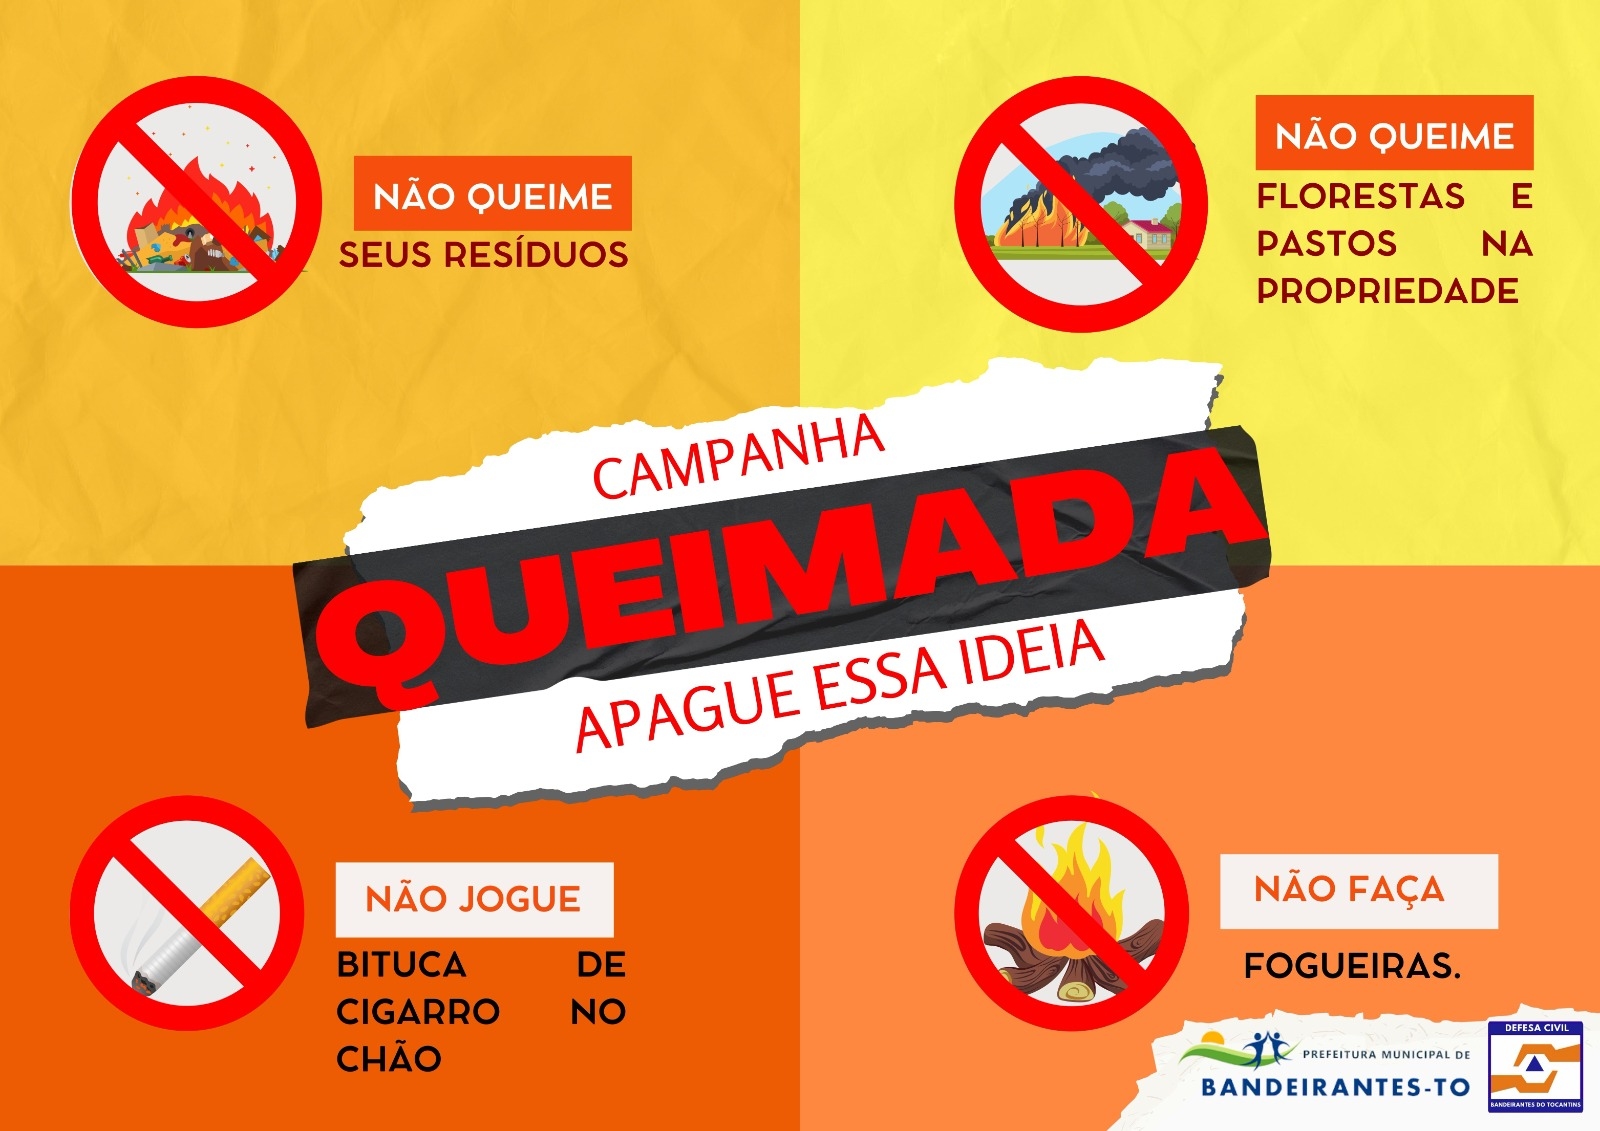 NÃO QUEIME
SEUS RESÍDUOS
NÃO QUEIME
FLORESTAS E
PASTOS NA
PROPRIEDADE
CAMPANHA
QUEIMADA
APAGUE ESSA IDEIA
NÃO JOGUE
BITUCA DE
CIGARRO NO
CHÃO
NÃO FAÇA
FOGUEIRAS.
PREFEITURA MUNICIPAL DE
BANDEIRANTES-TO
DEFESA CIVIL
BANDEIRANTES DO TOCANTINS